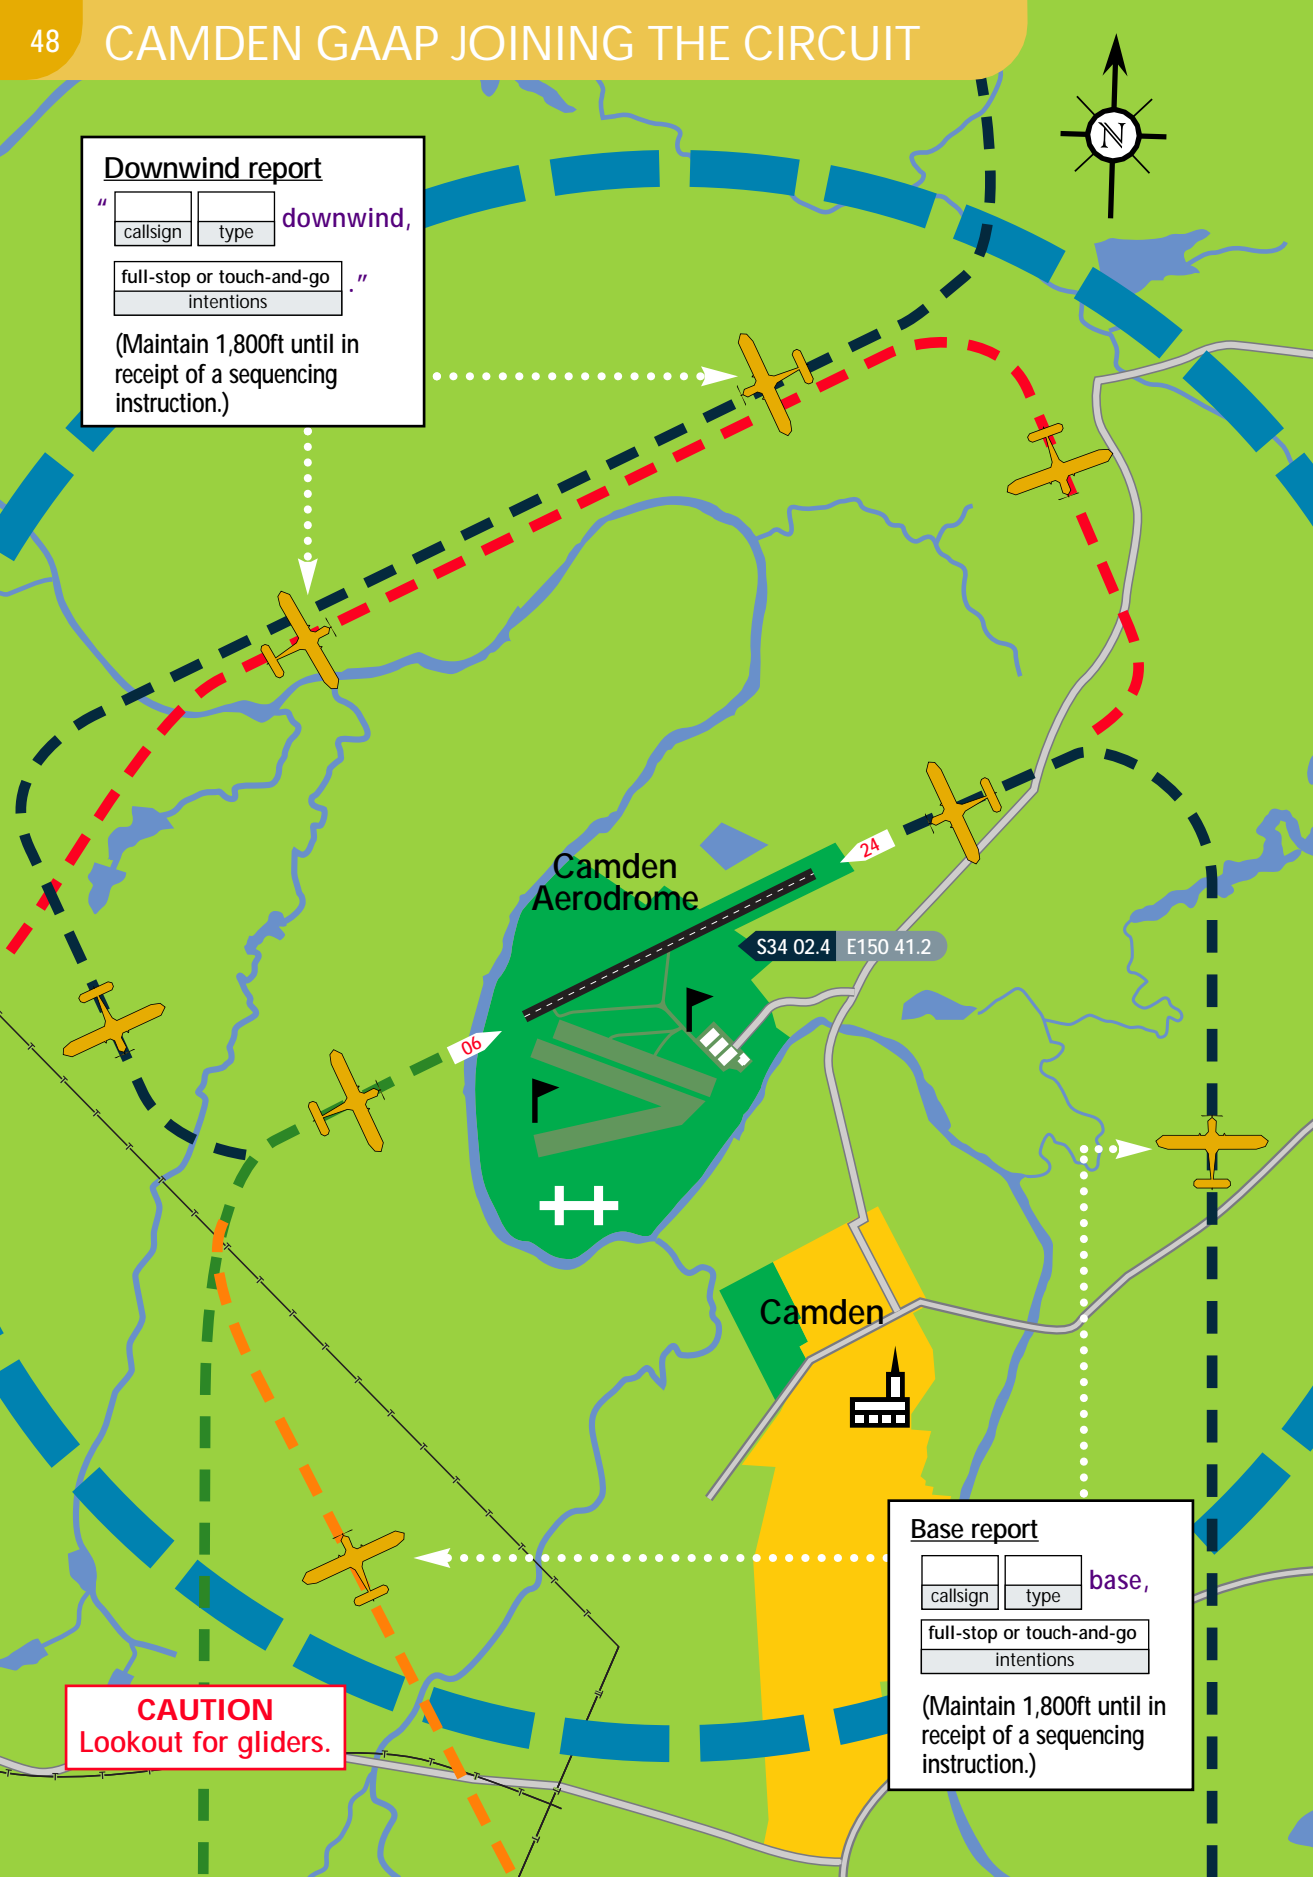 48
CAMDEN GAAP JOINING THE CIRCUIT
N
Downwind report
“
callsign
type
downwind,
full-stop or touch-and-go
.”
intentions
(Maintain 1,800ft until in
receipt of a sequencing
instruction.)
24
Camden
Aerodrome
S34 02.4 E150 41.2
06
Camden
Base report
callsign
type
base,
full-stop or touch-and-go
intentions
(Maintain 1,800ft until in
receipt of a sequencing
instruction.)
CAUTION
Lookout for gliders.